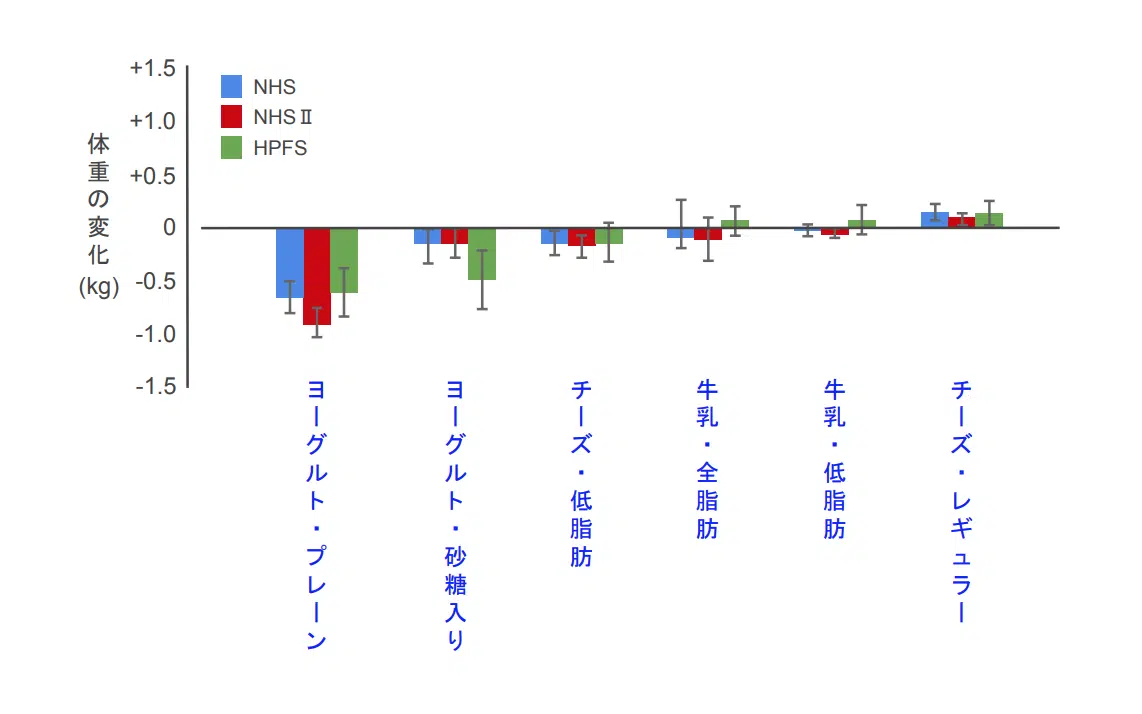 +1.5
+1.0
+0.5
0
-0.5
-1.0
-1.5
体重の変化
(kg)
NHS
NHSⅡ
HPFS
ヨーグルト・プレーン
ヨーグルト・砂糖入り
チーズ・低脂肪
牛乳・全脂肪
牛乳・低脂肪
チーズ・レギュラー